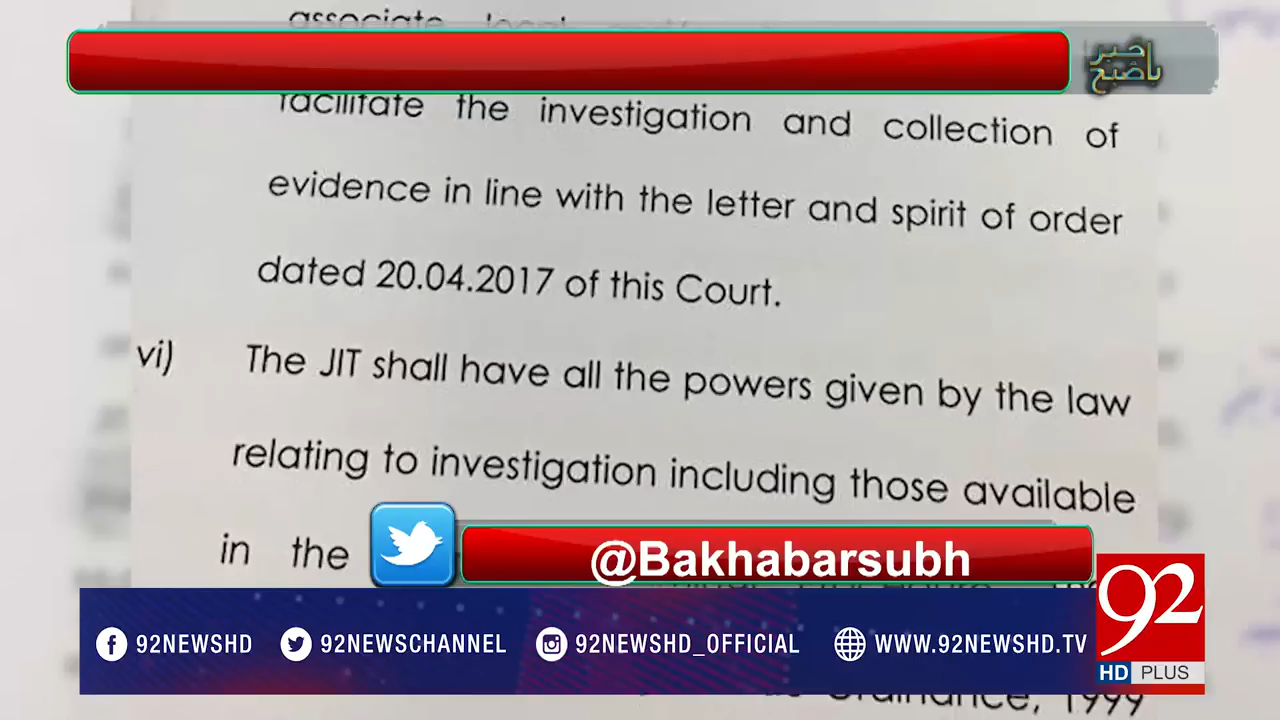 associate
باخبر
صبح
facilitate the investigation and collection of
evidence in line with the letter and spirit of order
dated 20.04.2017 of this Court.
vi) The JIT shall have all the powers given by the law
relating to investigation including those available
in the
@Bakhabarsubh
92NEWSHD 92NEWSCHANNEL 92NEWSHD_OFFICIAL WWW.92NEWSHD.TV
92
HD PLUS
Ordinance, 1999